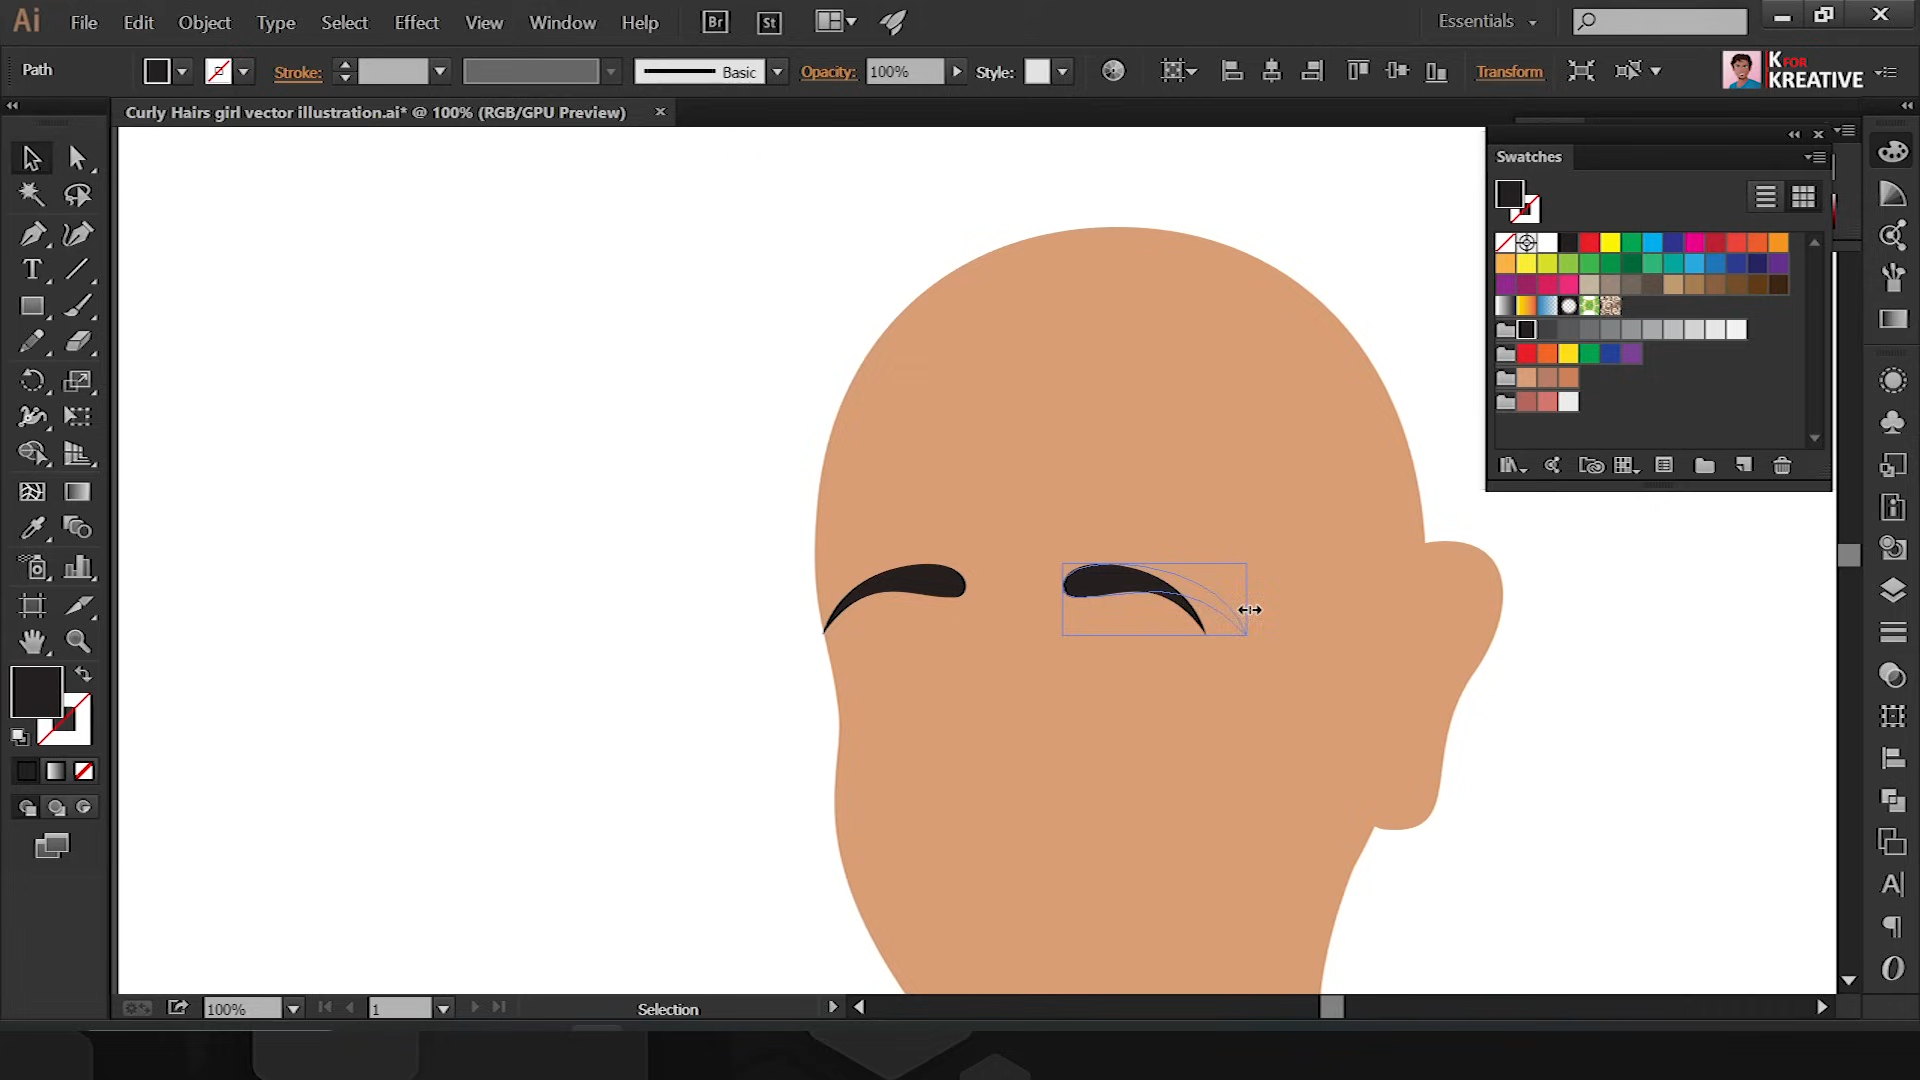 Ai File Edit Object Type Select Effect View Window Help Br St Essentials
Path Stroke: Basic Opacity: 100% Style: Transform K FOR KREATIVE
Curly Hairs girl vector illustration.ai* @ 100% (RGB/GPU Preview)
Swatches
100% 1 Selection